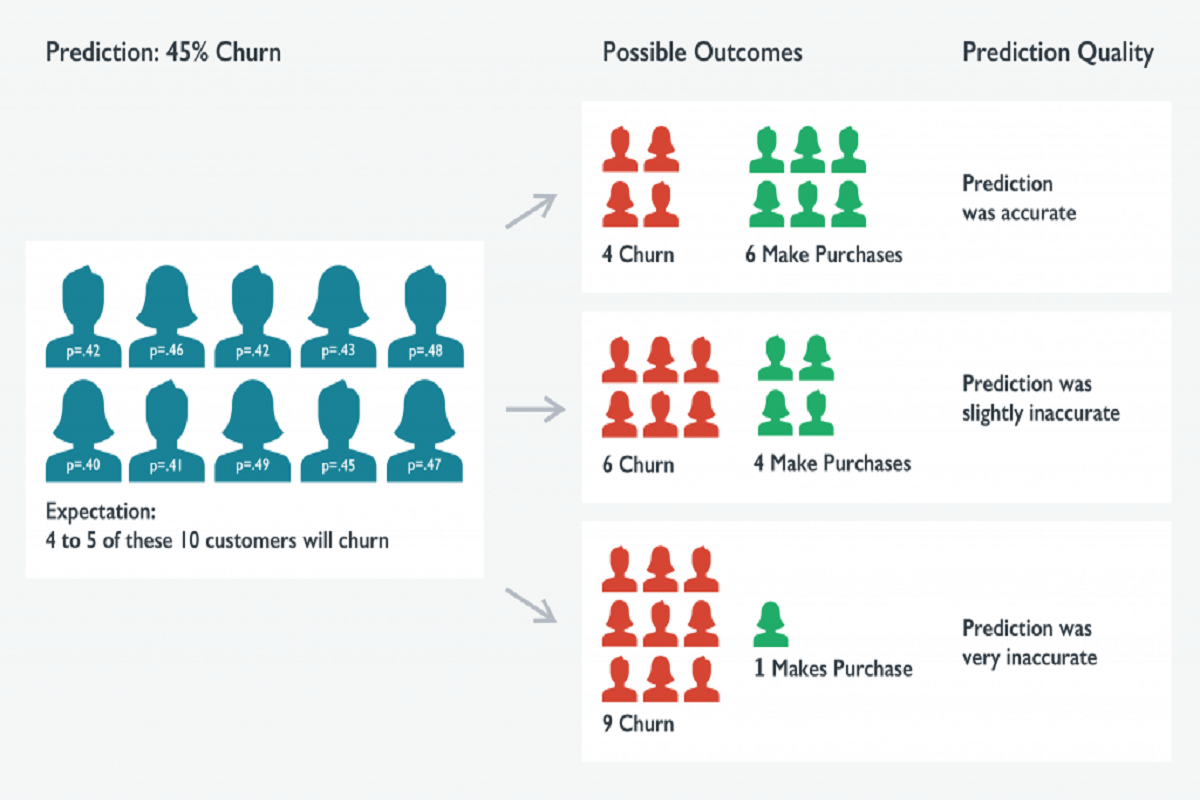 Prediction: 45% Churn
Possible Outcomes
Prediction Quality
p=.42
p=.46
p=.42
p=.43
p=.48
p=.40
p=.41
p=.49
p=.45
p=.47
Expectation:
4 to 5 of these 10 customers will churn
4 Churn
6 Make Purchases
Prediction
was accurate
6 Churn
4 Make Purchases
Prediction was
slightly inaccurate
9 Churn
1 Makes Purchase
Prediction was
very inaccurate